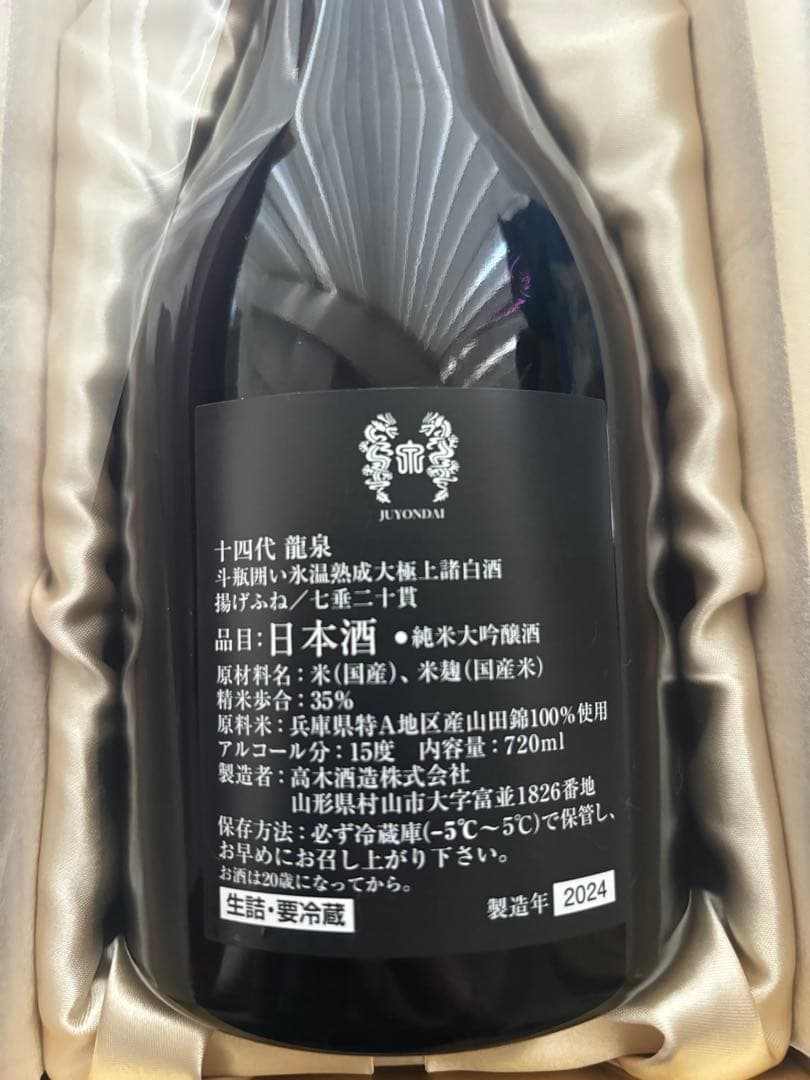 JUYONDAI
十四代 龍泉
斗瓶囲い氷温熟成大極上諸白酒
揚げふね／七垂二十貫
品目：日本酒 ●純米大吟醸酒
原材料名：米(国産)、米麹(国産米)
精米歩合：35%
原料米：兵庫県特A地区産山田錦100%使用
アルコール分：15度 内容量：720ml
製造者：高木酒造株式会社
山形県村山市大字富並1826番地
保存方法：必ず冷蔵庫(−5℃〜5℃)で保管し、
お早めにお召し上がり下さい。
お酒は20歳になってから。
生詰・要冷蔵 製造年 2024